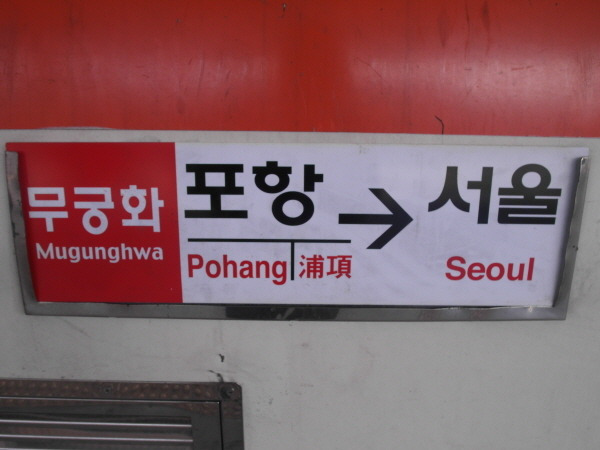 무궁화
Mugunghwa
포항 → 서울
Pohang 浦項
Seoul